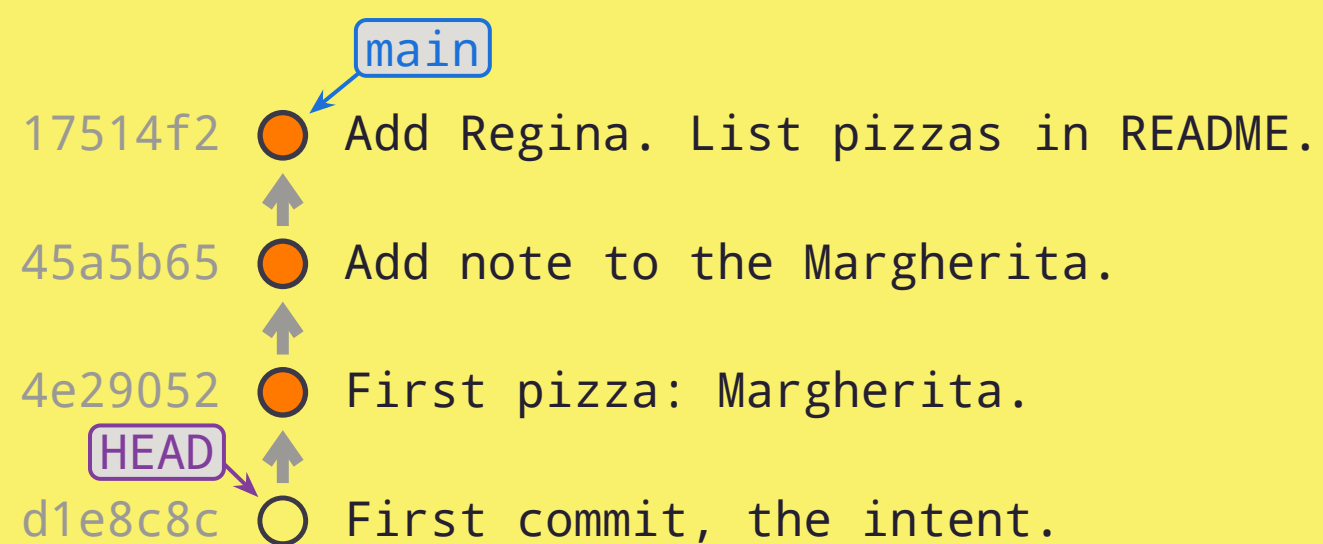 main
17514f2 Add Regina. List pizzas in README.
45a5b65 Add note to the Margherita.
4e29052 First pizza: Margherita.
HEAD
d1e8c8c First commit, the intent.